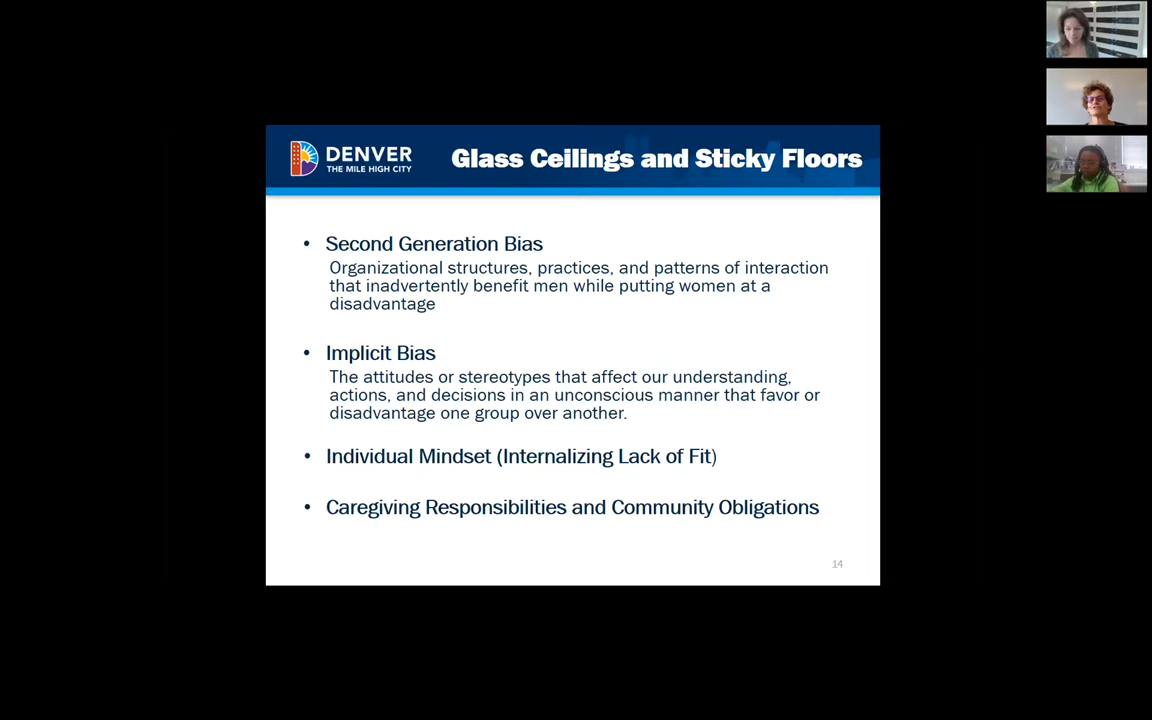 DENVER
THE MILE HIGH CITY
Glass Ceilings and Sticky Floors
• Second Generation Bias
Organizational structures, practices, and patterns of interaction
that inadvertently benefit men while putting women at a
disadvantage
• Implicit Bias
The attitudes or stereotypes that affect our understanding,
actions, and decisions in an unconscious manner that favor or
disadvantage one group over another.
• Individual Mindset (Internalizing Lack of Fit)
• Caregiving Responsibilities and Community Obligations
14